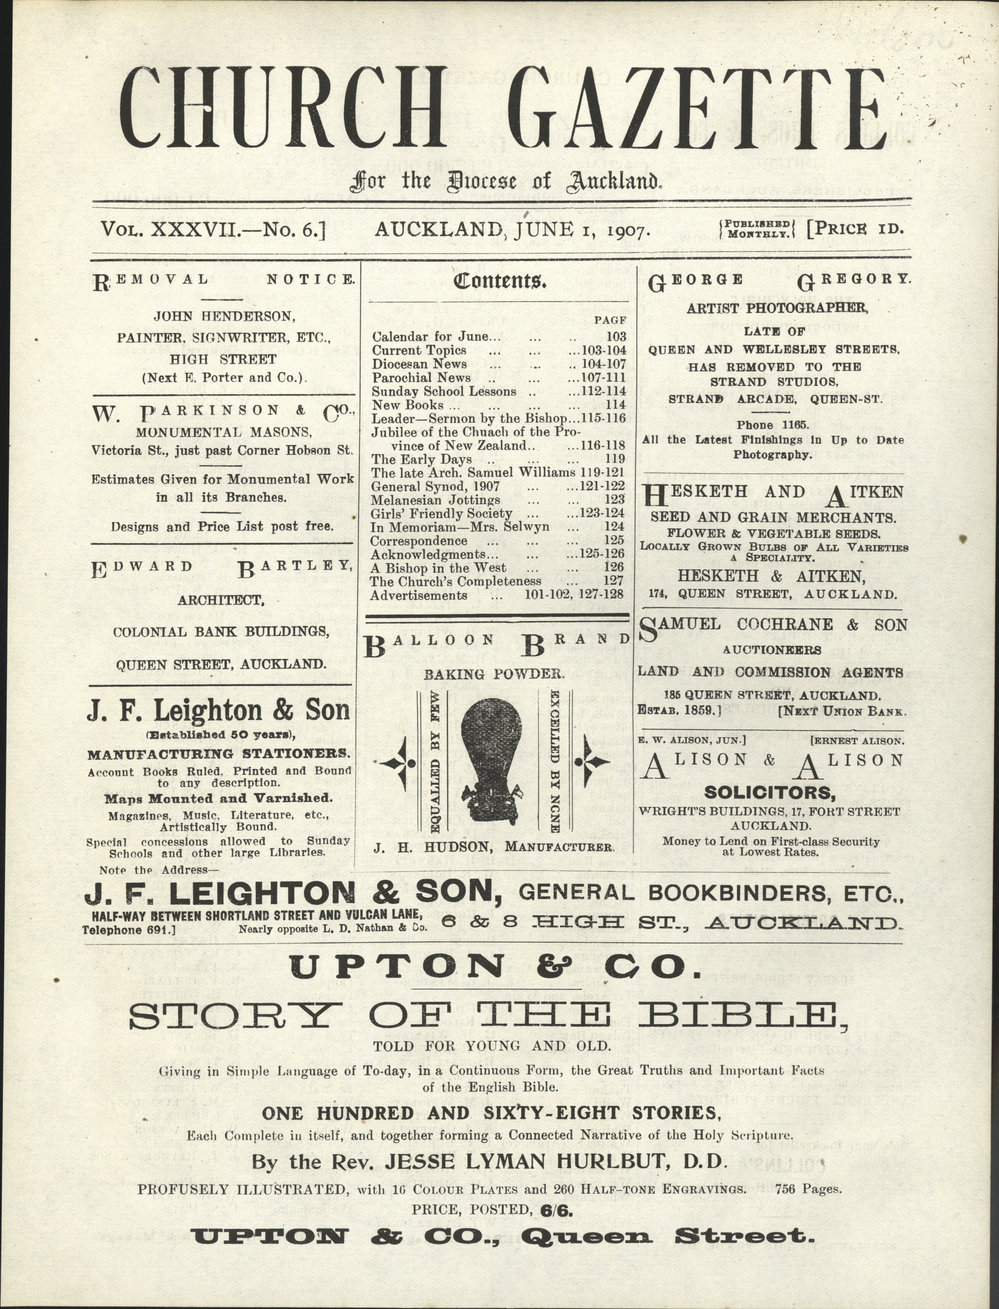 CHURCH GAZETTE
For the Diocese of Auckland.
VOL. XXXVII.—NO. 6.] AUCKLAND, JUNE 1, 1907. {PUBLISHED MONTHLY.} [PRICE 1D.
REMOVAL NOTICE.
JOHN HENDERSON,
PAINTER, SIGNWRITER, ETC.,
HIGH STREET
(Next E. Porter and Co.).
W. PARKINSON & CO.,
MONUMENTAL MASONS,
Victoria St., just past Corner Hobson St.
Estimates Given for Monumental Work
in all its Branches.
Designs and Price List post free.
EDWARD BARTLEY,
ARCHITECT,
COLONIAL BANK BUILDINGS,
QUEEN STREET, AUCKLAND.
J. F. Leighton & Son
(Established 50 years),
MANUFACTURING STATIONERS.
Account Books Ruled, Printed and Bound
to any description.
Maps Mounted and Varnished.
Magazines, Music, Literature, etc.,
Artistically Bound.
Special concessions allowed to Sunday
Schools and other large Libraries.
Note the Address—
Contents.
PAGE
Calendar for June... ... .. 103
Current Topics ... ... ...103-104
Diocesan News ... ... .. 104-107
Parochial News .. ... ...107-111
Sunday School Lessons .. ...112-114
New Books ... ... ... ... 114
Leader—Sermon by the Bishop...115-116
Jubilee of the Chuach of the Pro-
vince of New Zealand.. ...116-118
The Early Days .. ... ... 119
The late Arch. Samuel Williams 119-121
General Synod, 1907 ... ...121-122
Melanesian Jottings ... ... 123
Girls' Friendly Society ... ...123-124
In Memoriam—Mrs. Selwyn ... 124
Correspondence ... ... ... 125
Acknowledgments... ... ...125-126
A Bishop in the West ... ... 126
The Church's Completeness ... 127
Advertisements ... 101-102, 127-128
BALLOON BRAND
BAKING POWDER.
EQUALLED BY FEW
EXCELLED BY NONE
J. H. HUDSON, MANUFACTURER.
GEORGE GREGORY.
ARTIST PHOTOGRAPHER,
LATE OF
QUEEN AND WELLESLEY STREETS,
HAS REMOVED TO THE
STRAND STUDIOS,
STRAND ARCADE, QUEEN-ST.
Phone 1165.
All the Latest Finishings in Up to Date
Photography.
HESKETH AND AITKEN
SEED AND GRAIN MERCHANTS.
FLOWER & VEGETABLE SEEDS.
LOCALLY GROWN BULBS OF ALL VARIETIES
A SPECIALITY.
HESKETH & AITKEN,
174, QUEEN STREET, AUCKLAND.
SAMUEL COCHRANE & SON
AUCTIONEERS
LAND AND COMMISSION AGENTS
185 QUEEN STREET, AUCKLAND.
ESTAB. 1859.] [NEXT UNION BANK.
E. W. ALISON, JUN.] [ERNEST ALISON.
ALISON & ALISON
SOLICITORS,
WRIGHT'S BUILDINGS, 17, FORT STREET
AUCKLAND.
Money to Lend on First-class Security
at Lowest Rates.
J. F. LEIGHTON & SON, GENERAL BOOKBINDERS, ETC.,
HALF-WAY BETWEEN SHORTLAND STREET AND VULCAN LANE,
Telephone 691.] Nearly opposite L. D. Nathan & Co.
6 & 8 HIGH ST., AUCKLAND.
UPTON & CO.
STORY OF THE BIBLE,
TOLD FOR YOUNG AND OLD.
Giving in Simple Language of To-day, in a Continuous Form, the Great Truths and Important Facts
of the English Bible.
ONE HUNDRED AND SIXTY-EIGHT STORIES,
Each Complete in itself, and together forming a Connected Narrative of the Holy Scripture.
By the Rev. JESSE LYMAN HURLBUT, D.D.
PROFUSELY ILLUSTRATED, with 16 COLOUR PLATES and 260 HALF-TONE ENGRAVINGS. 756 Pages.
PRICE, POSTED, 6/6.
UPTON & CO., Queen Street.